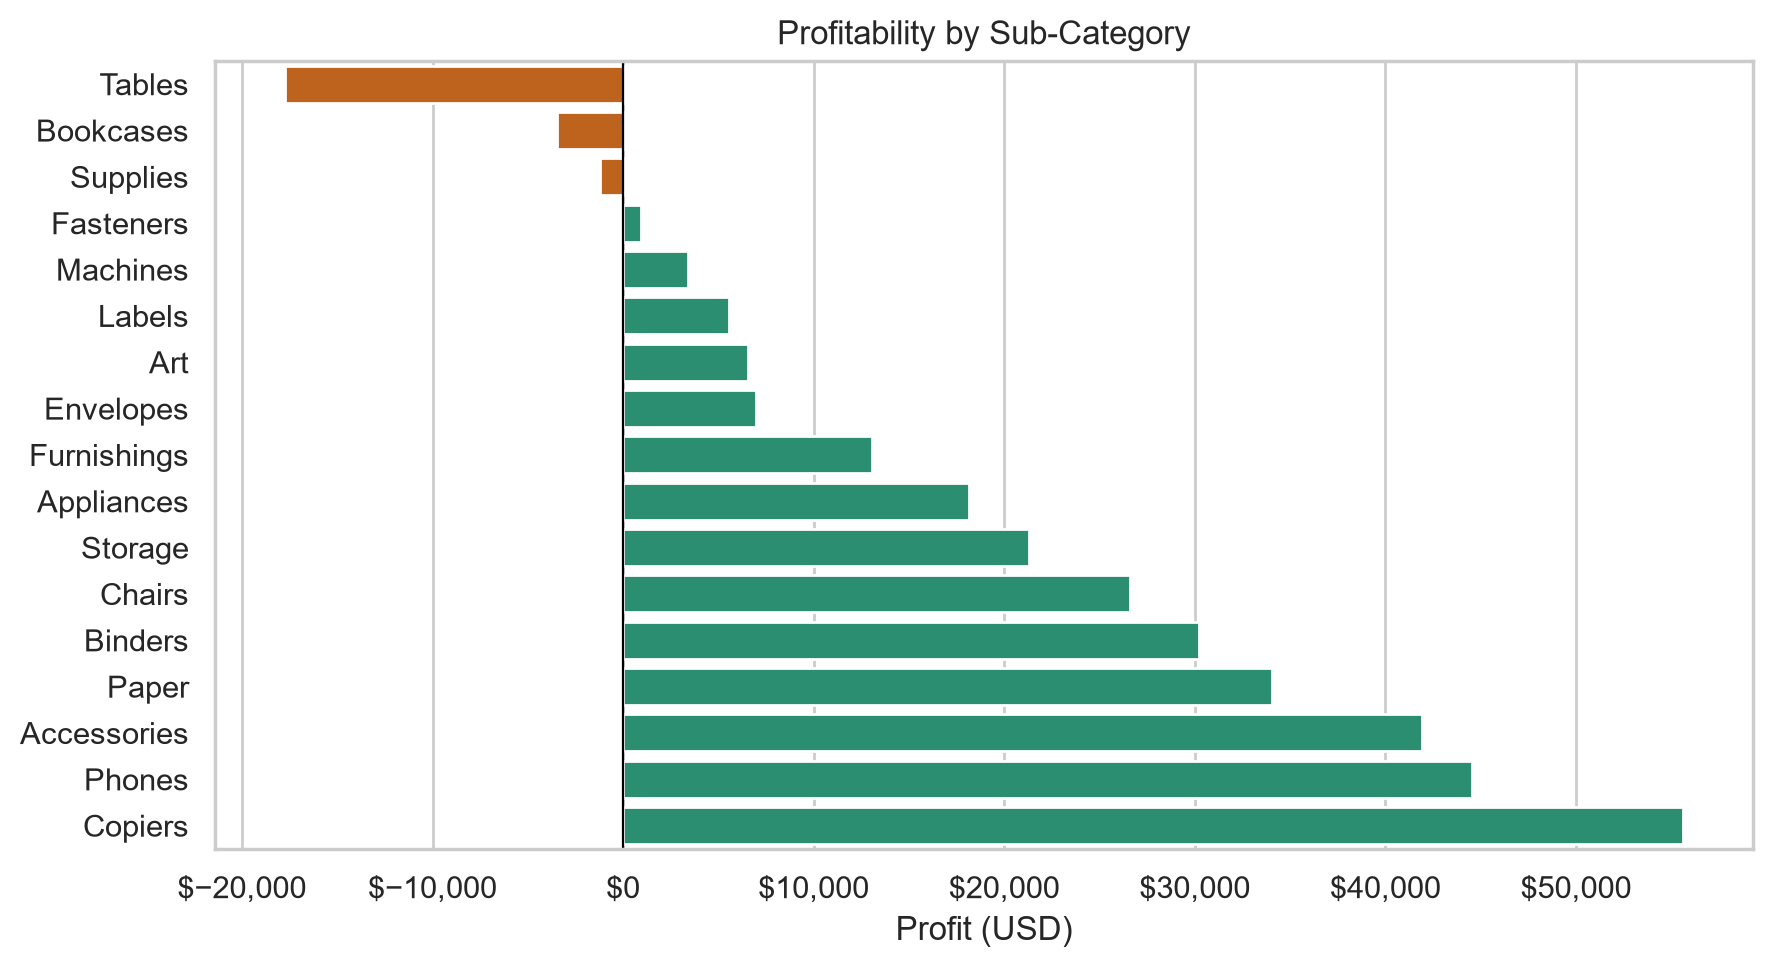 Profitability by Sub-Category
Tables
Bookcases
Supplies
Fasteners
Machines
Labels
Art
Envelopes
Furnishings
Appliances
Storage
Chairs
Binders
Paper
Accessories
Phones
Copiers
$−20,000 $−10,000 $0 $10,000 $20,000 $30,000 $40,000 $50,000
Profit (USD)